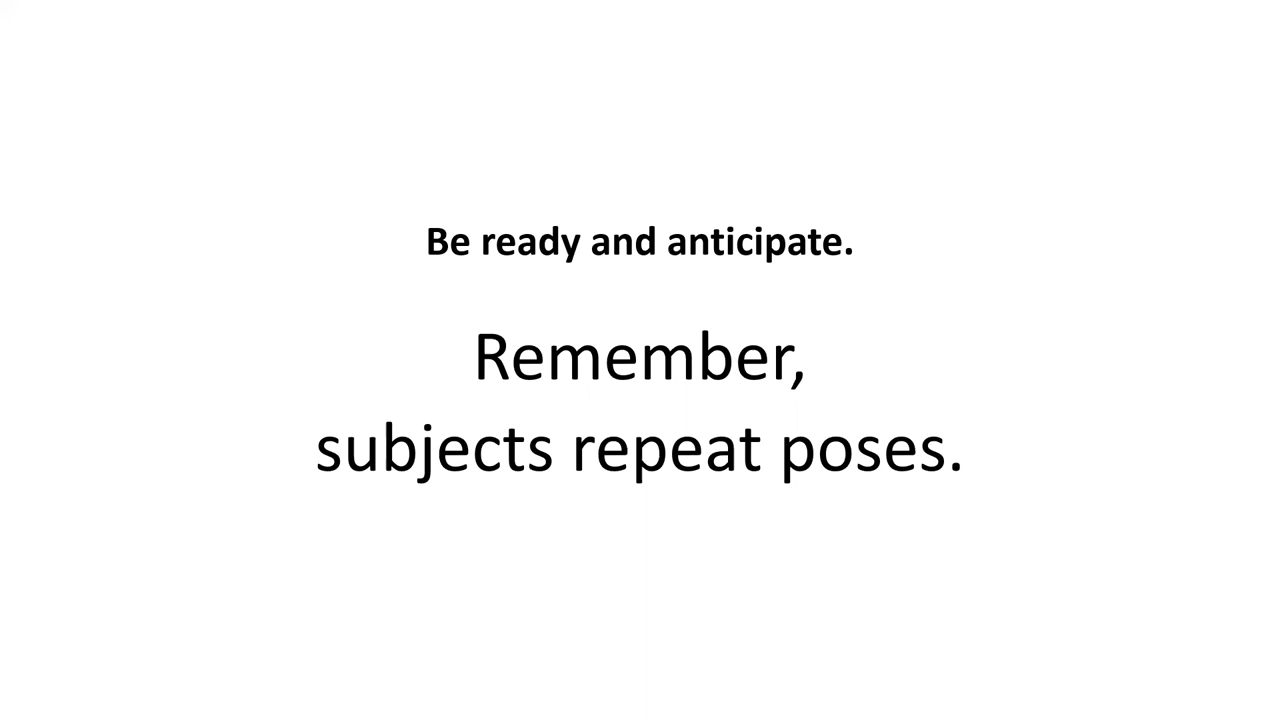 Be ready and anticipate.
Remember,
subjects repeat poses.